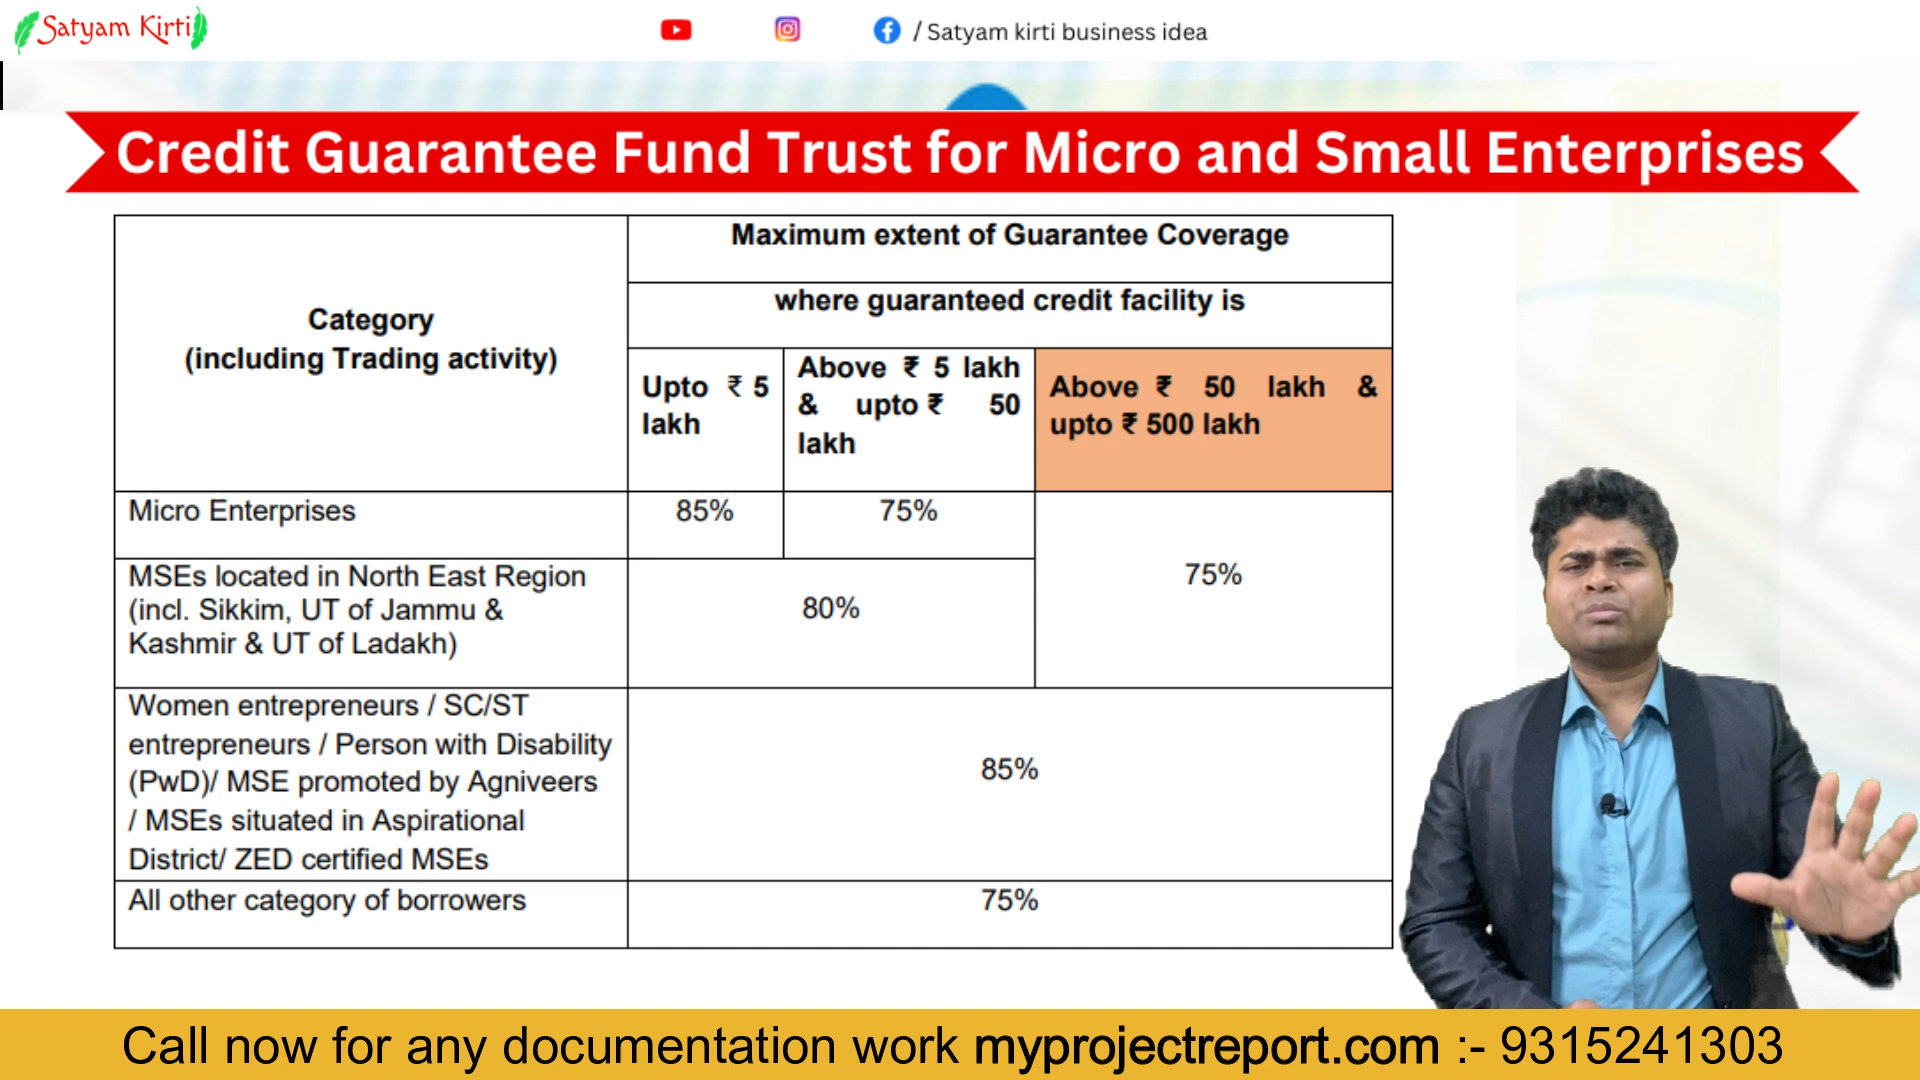 Satyam Kirti
/ Satyam kirti business idea
Credit Guarantee Fund Trust for Micro and Small Enterprises
Category
(including Trading activity)
Maximum extent of Guarantee Coverage
where guaranteed credit facility is
Upto ₹ 5
lakh
Above ₹ 5 lakh
& upto ₹ 50
lakh
Above ₹ 50 lakh &
upto ₹ 500 lakh
Micro Enterprises
85%
75%
75%
MSEs located in North East Region
(incl. Sikkim, UT of Jammu &
Kashmir & UT of Ladakh)
80%
Women entrepreneurs / SC/ST
entrepreneurs / Person with Disability
(PwD)/ MSE promoted by Agniveers
/ MSEs situated in Aspirational
District/ ZED certified MSEs
85%
All other category of borrowers
75%
Call now for any documentation work myprojectreport.com :- 9315241303